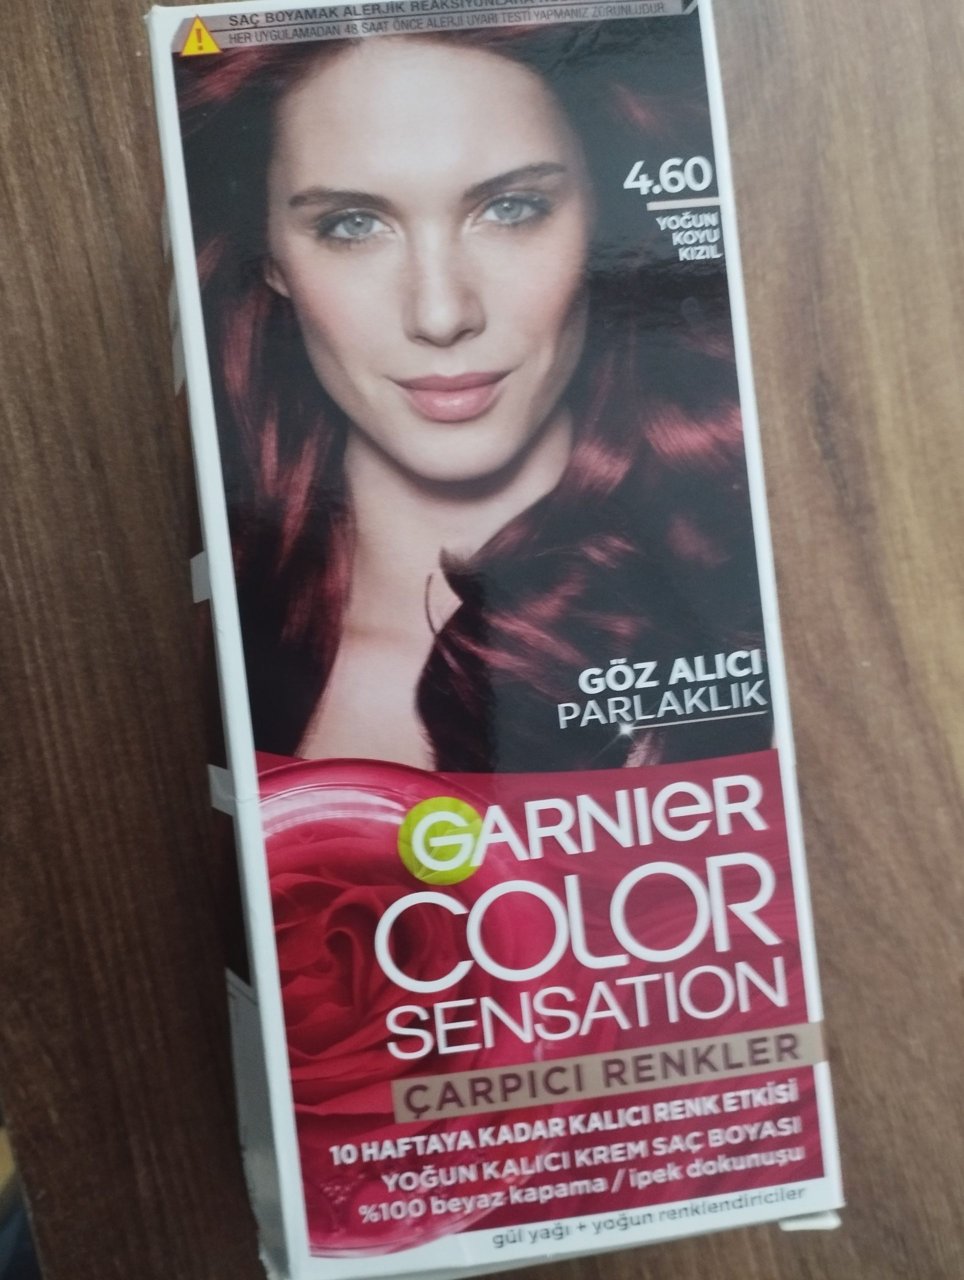 SAÇ BOYAMAK ALERJİK REAKSİYONLARA
HER UYGULAMADAN 48 SAAT ÖNCE ALERJİ UYARI TESTİ YAPMANIZ ZORUNLUDUR.
4.60
YOĞUN
KOYU
KIZIL
GÖZ ALICI
PARLAKLIK
GARNIER
COLOR
SENSATION
ÇARPICI RENKLER
10 HAFTAYA KADAR KALICI RENK ETKİSİ
YOĞUN KALICI KREM SAÇ BOYASI
%100 beyaz kapama / ipek dokunuşu
gül yağı + yoğun renklendiriciler